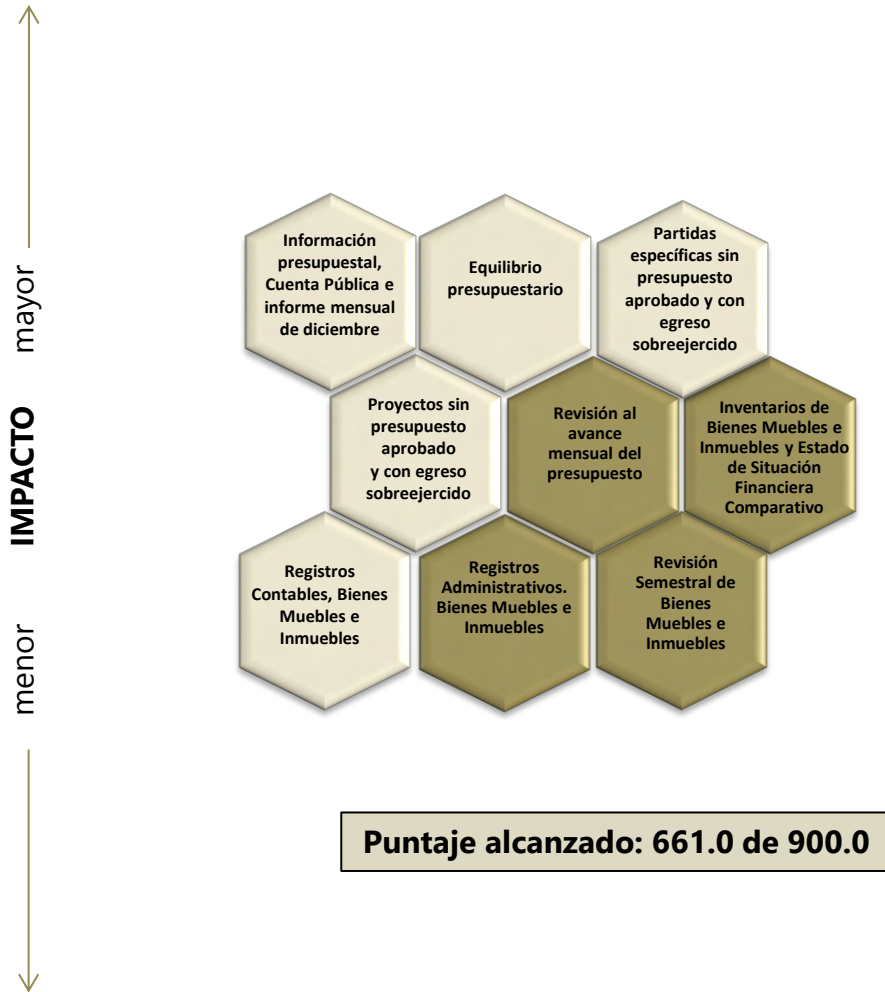 mayor
IMPACTO
menor
Información
presupuestal,
Cuenta Pública e
informe mensual
de diciembre
Equilibrio
presupuestario
Partidas
específicas sin
presupuesto
aprobado y con
egreso
sobreejercido
Proyectos sin
presupuesto
aprobado
y con egreso
sobreejercido
Revisión al
avance
mensual del
presupuesto
Inventarios de
Bienes Muebles e
Inmuebles y Estado
de Situación
Financiera
Comparativo
Registros
Contables, Bienes
Muebles e
Inmuebles
Registros
Administrativos.
Bienes Muebles e
Inmuebles
Revisión
Semestral de
Bienes
Muebles e
Inmuebles
Puntaje alcanzado: 661.0 de 900.0